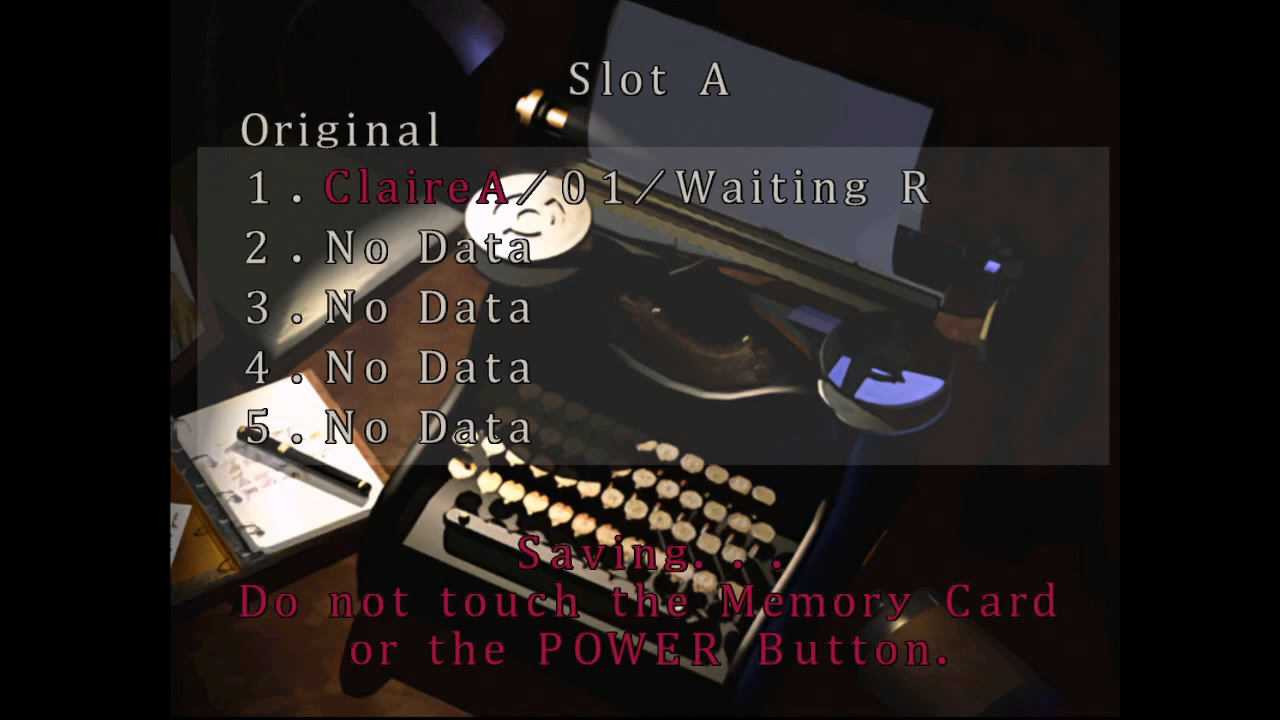 Slot A
Original
1. ClaireA/01/Waiting R
2. No Data
3. No Data
4. No Data
5. No Data
Saving...
Do not touch the Memory Card
or the POWER Button.